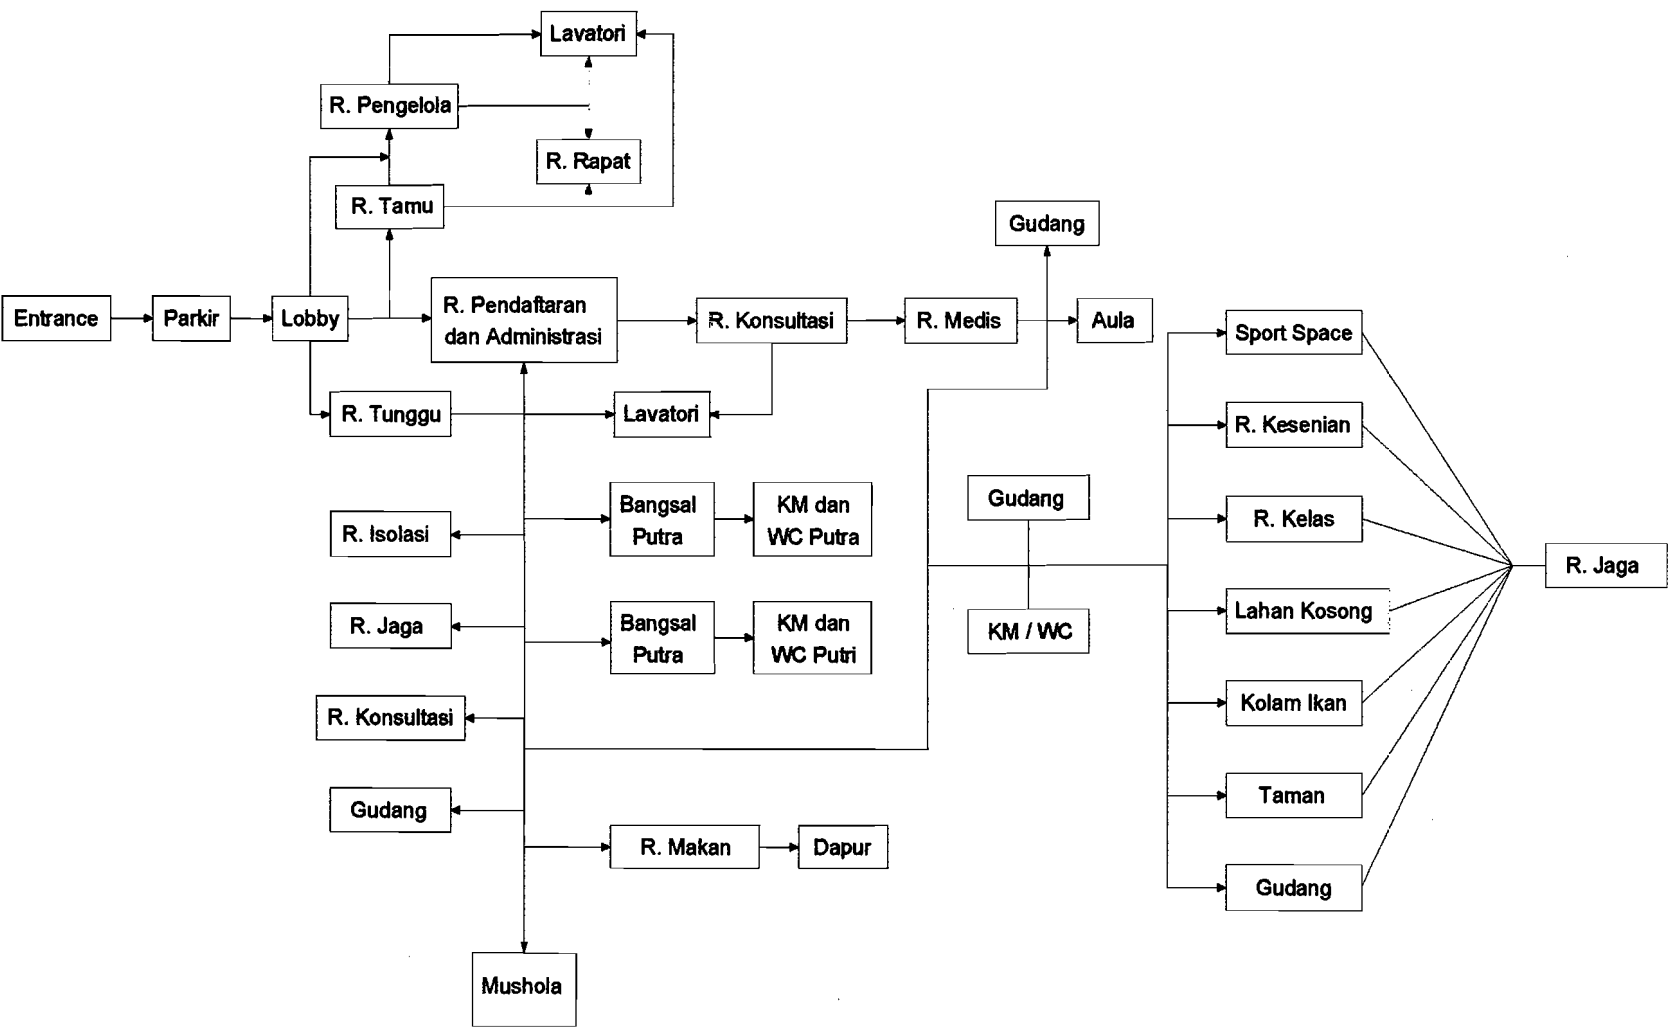 Lavatori
R. Pengelola
R. Rapat
R. Tamu
Gudang
Entrance
Parkir
Lobby
R. Pendaftaran
dan Administrasi
R. Konsultasi
R. Medis
Aula
Sport Space
R. Tunggu
Lavatori
R. Kesenian
Bangsal
Putra
KM dan
WC Putra
Gudang
R. Kelas
R. Isolasi
R. Jaga
R. Jaga
Bangsal
Putra
KM dan
WC Putri
KM / WC
Lahan Kosong
R. Konsultasi
Kolam Ikan
Gudang
Taman
R. Makan
Dapur
Gudang
Mushola